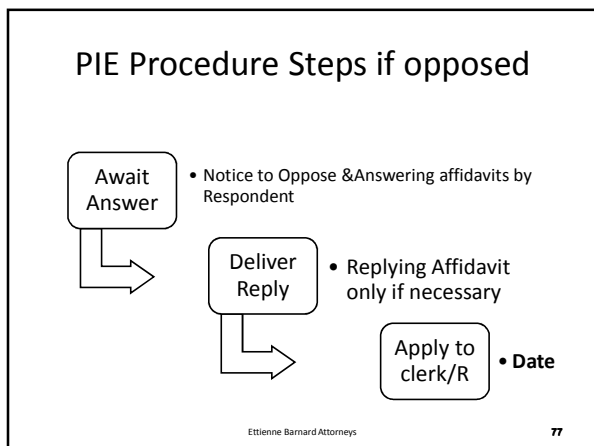 PIE Procedure Steps if opposed
Await
Answer
• Notice to Oppose &Answering affidavits by
Respondent
Deliver
Reply
• Replying Affidavit
only if necessary
Apply to
clerk/R
• Date
Ettienne Barnard Attorneys
77